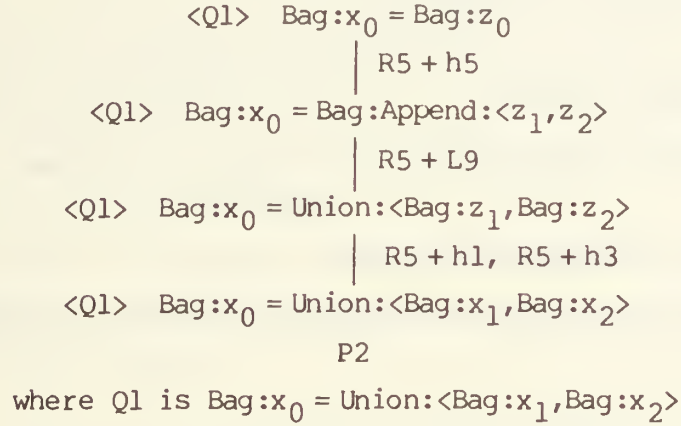 <Q1> Bag:x₀ = Bag:z₀
R5 + h5
<Q1> Bag:x₀ = Bag:Append:<z₁,z₂>
R5 + L9
<Q1> Bag:x₀ = Union:<Bag:z₁,Bag:z₂>
R5 + h1, R5 + h3
<Q1> Bag:x₀ = Union:<Bag:x₁,Bag:x₂>
P2
where Q1 is Bag:x₀ = Union:<Bag:x₁,Bag:x₂>